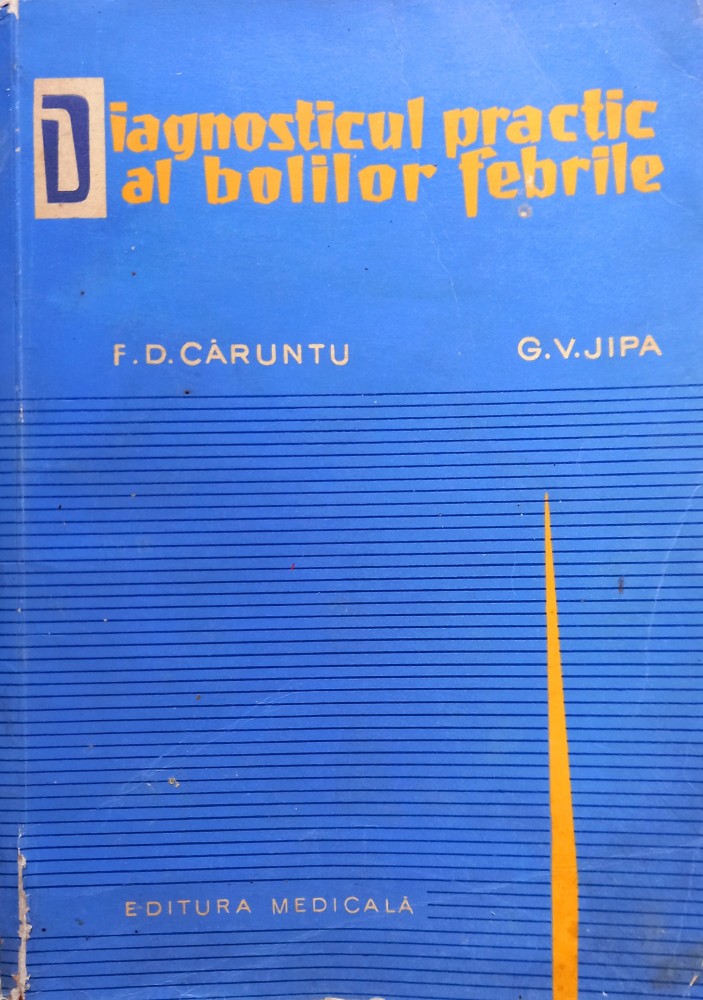 Diagnosticul practic
al bolilor febrile
F. D. CĂRUNTU
G. V. JIPA
EDITURA MEDICALĂ